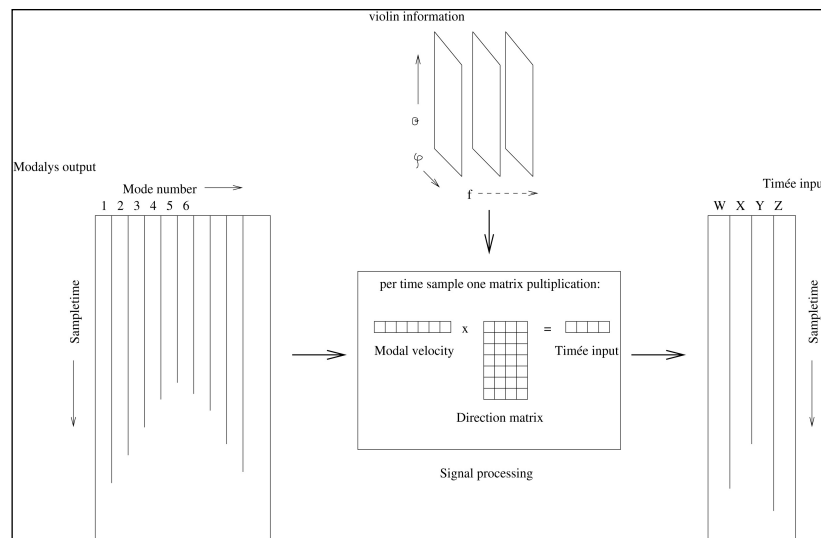 violin information
θ
φ
f
Modalys output
Mode number
1 2 3 4 5 6
Sampletime
Timée input
W X Y Z
Sampletime
per time sample one matrix pultiplication:
x =
Modal velocity
Timée input
Direction matrix
Signal processing